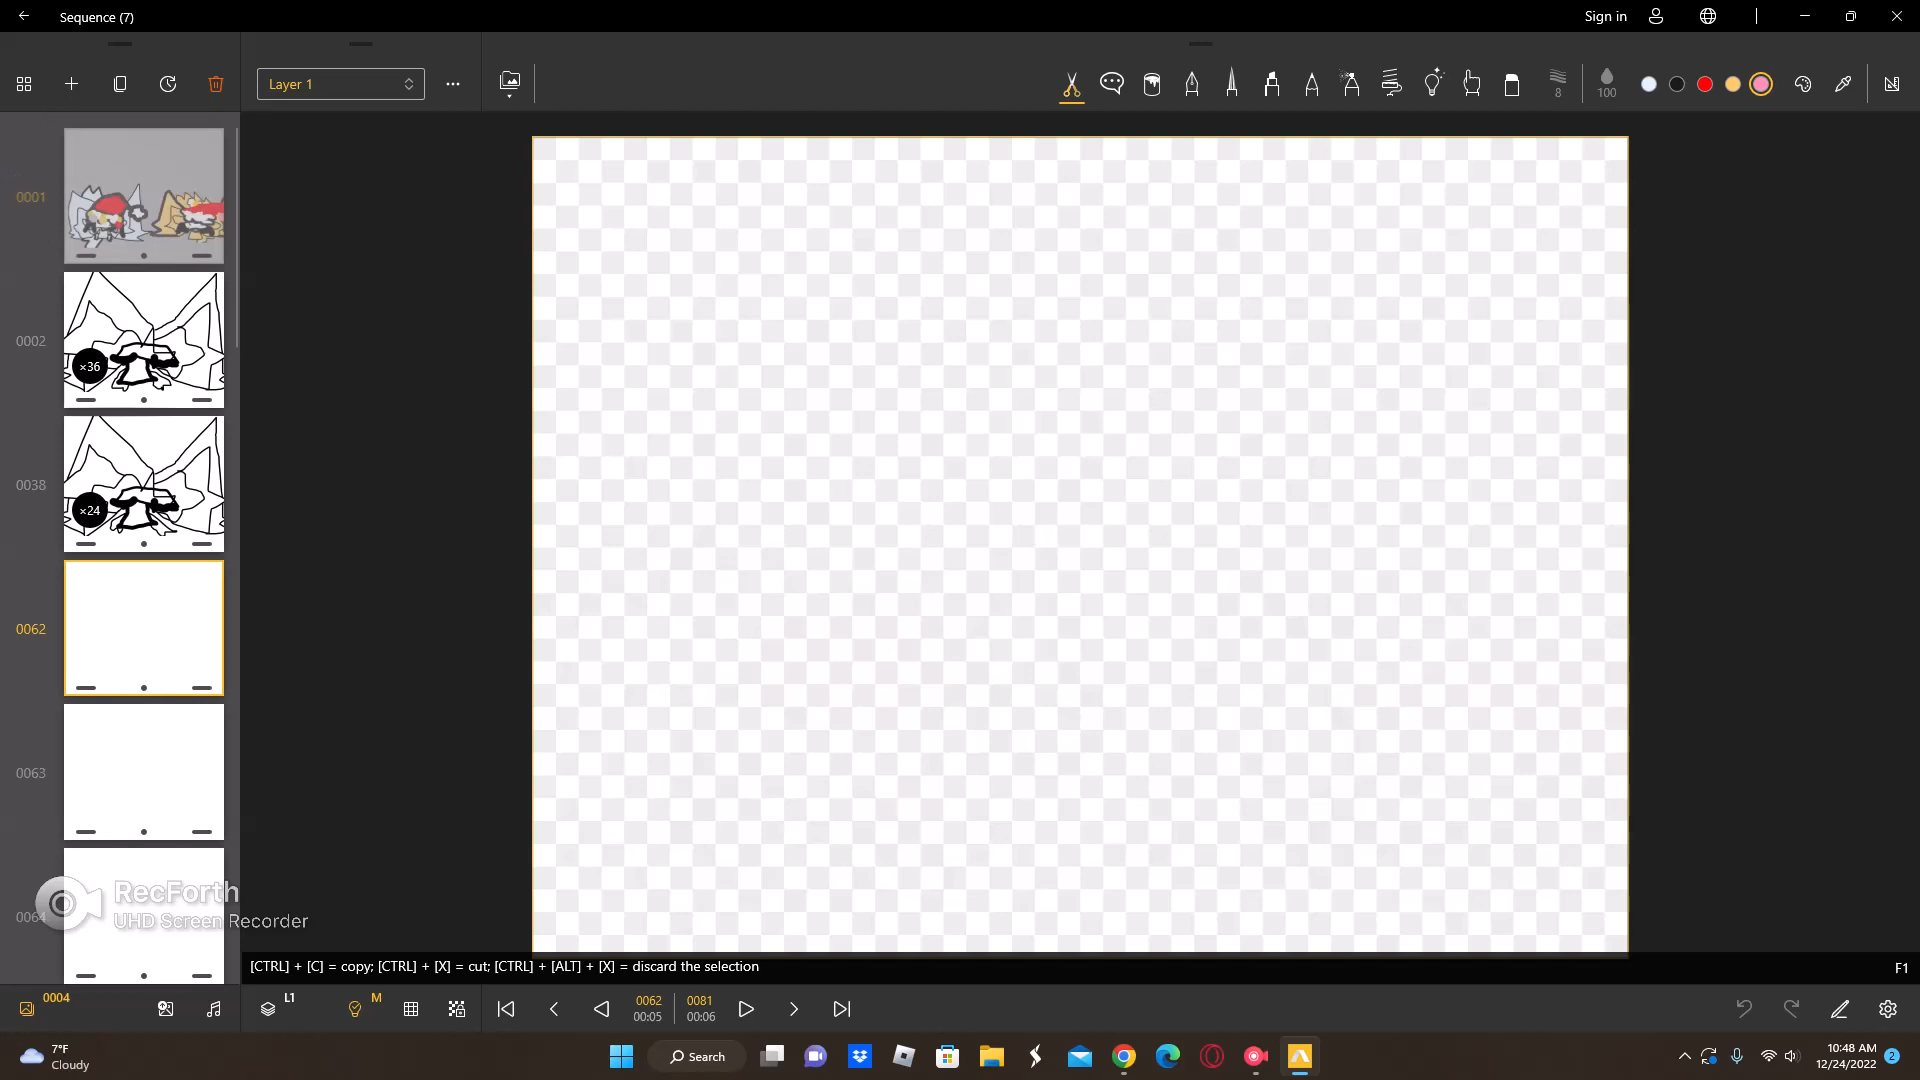 Sequence (7)
Sign in
Layer 1
8
100
0001
0002
×36
0038
×24
0062
0063
0064
RecForth
UHD Screen Recorder
[CTRL] + [C] = copy; [CTRL] + [X] = cut; [CTRL] + [ALT] + [X] = discard the selection
F1
0004
L1
M
0062
00:05
0081
00:06
7°F
Cloudy
Search
10:48 AM
12/24/2022
2